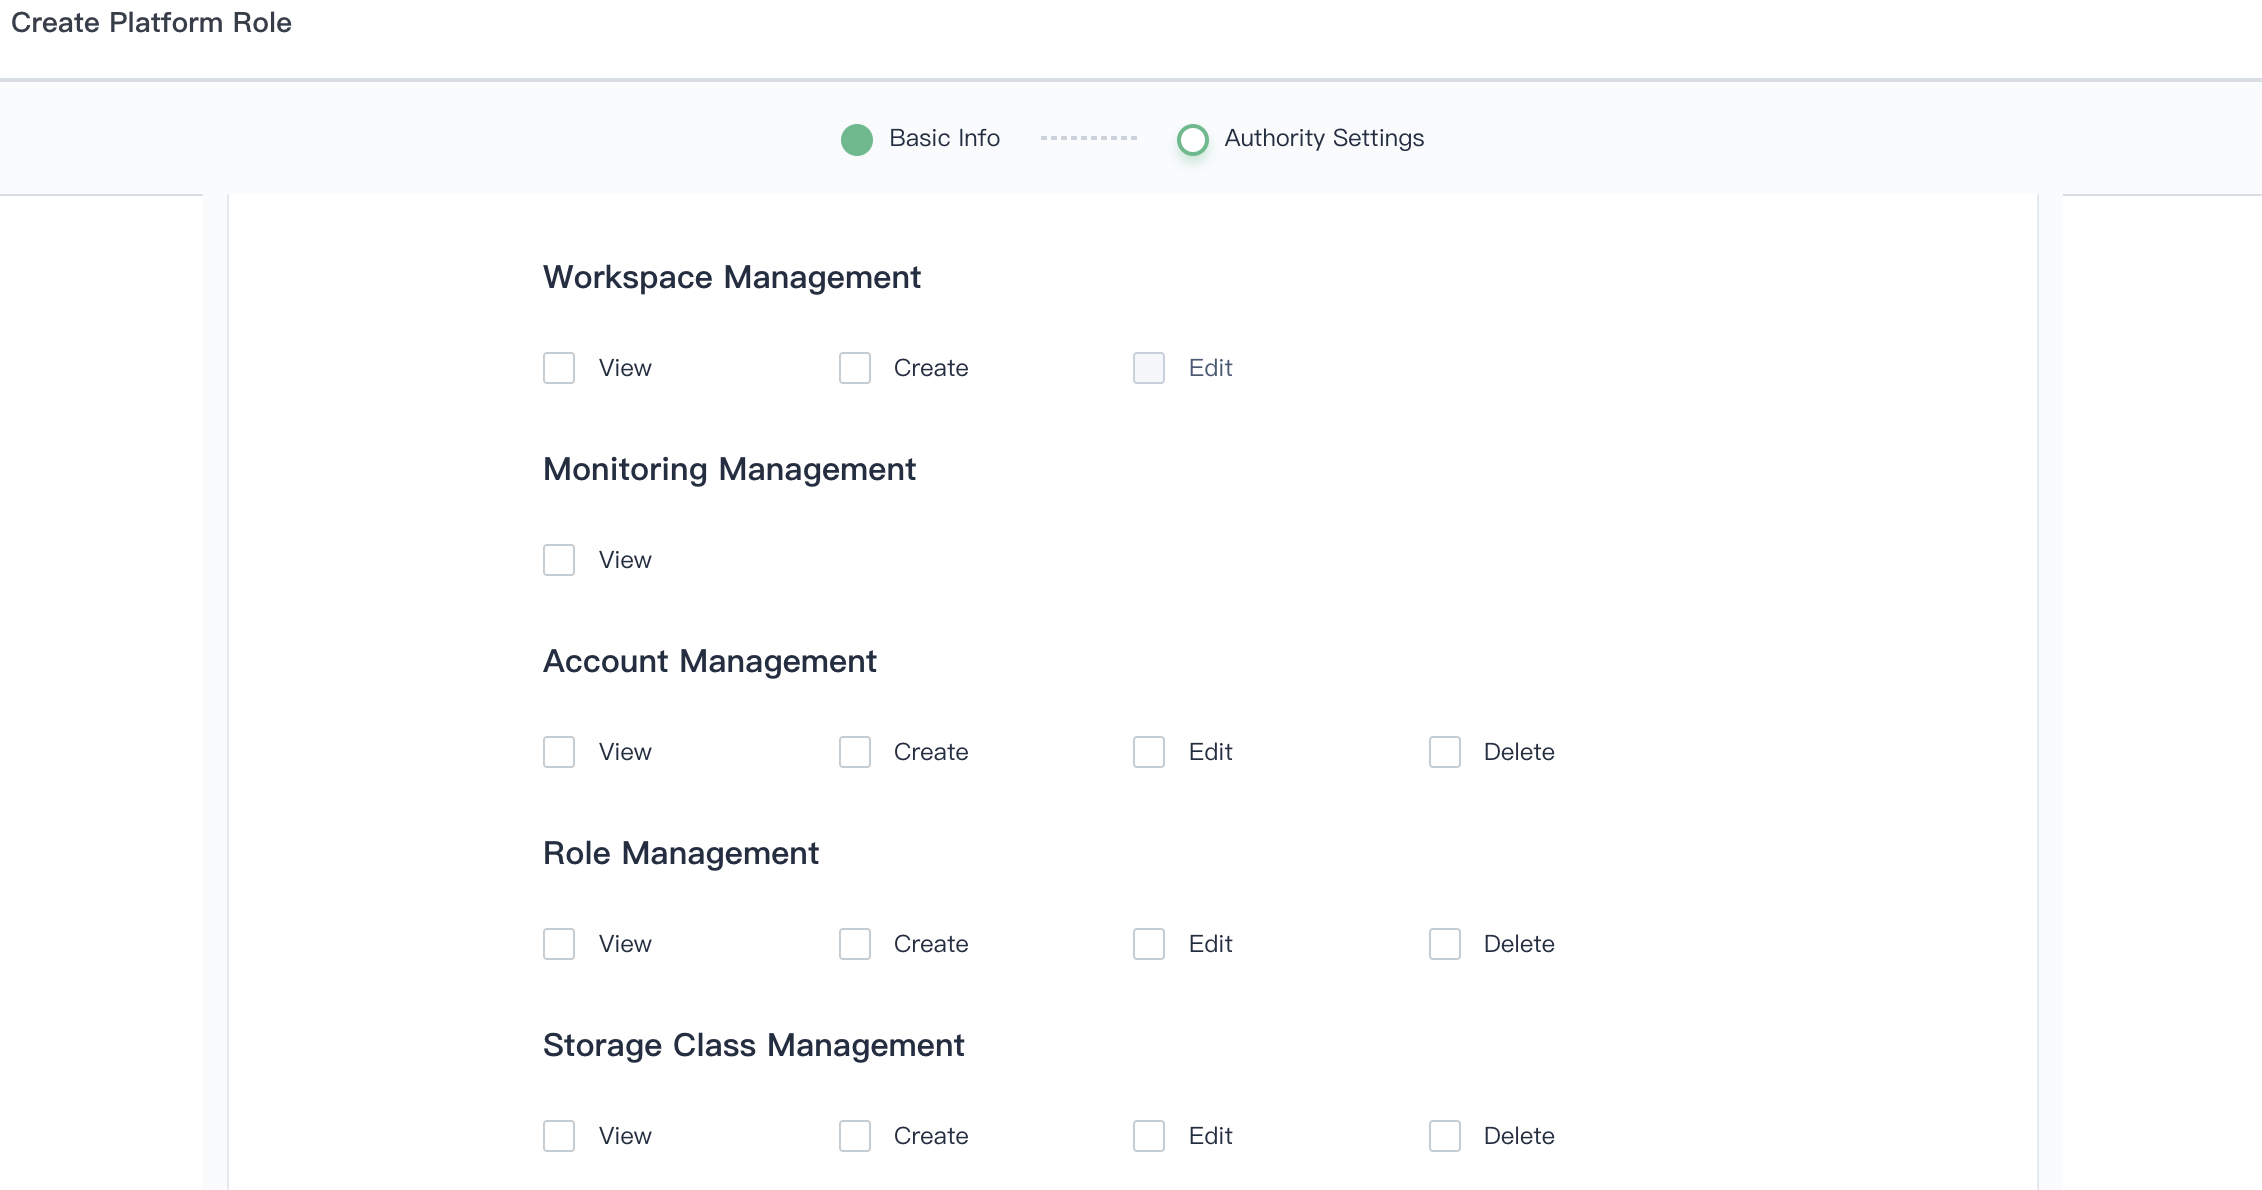 Create Platform Role
Basic Info Authority Settings
Workspace Management
View Create Edit
Monitoring Management
View
Account Management
View Create Edit Delete
Role Management
View Create Edit Delete
Storage Class Management
View Create Edit Delete